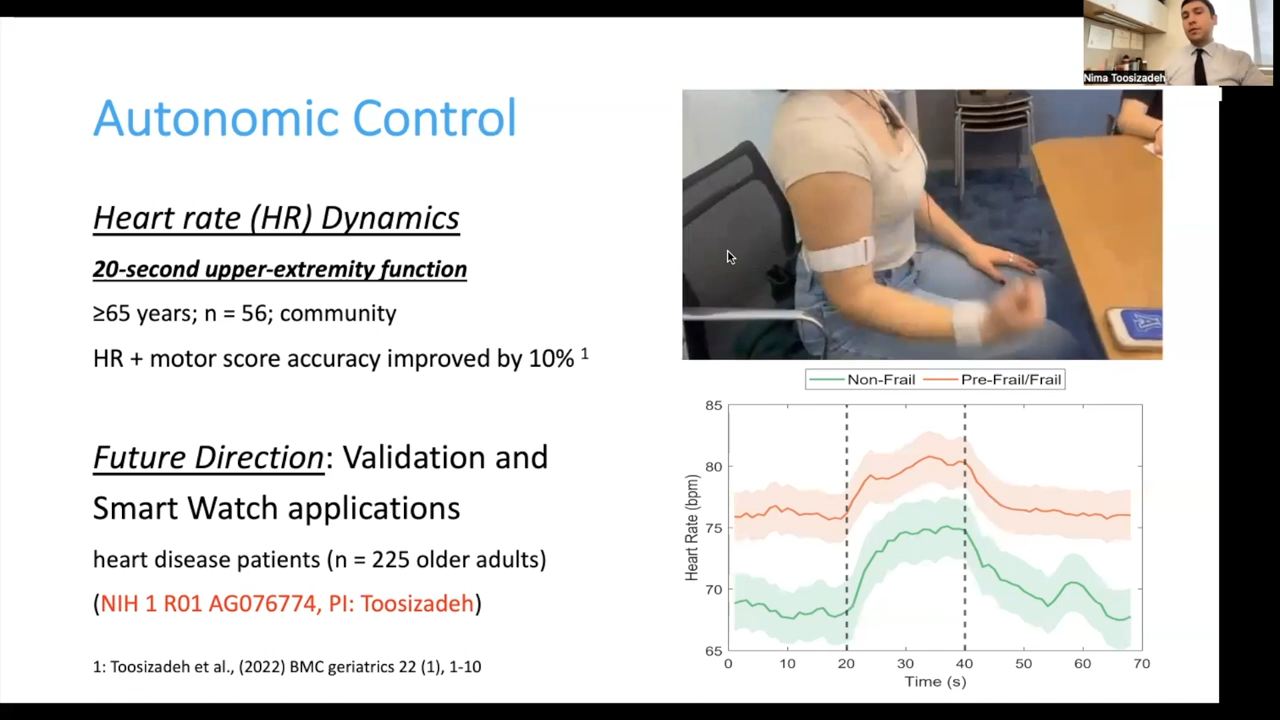 Nima Toosizadeh
Autonomic Control
Heart rate (HR) Dynamics
20-second upper-extremity function
≥65 years; n = 56; community
HR + motor score accuracy improved by 10% 1
Future Direction: Validation and
Smart Watch applications
heart disease patients (n = 225 older adults)
(NIH 1 R01 AG076774, PI: Toosizadeh)
1: Toosizadeh et al., (2022) BMC geriatrics 22 (1), 1-10
Non-Frail Pre-Frail/Frail
85
80
75
70
65
Heart Rate (bpm)
0 10 20 30 40 50 60 70
Time (s)